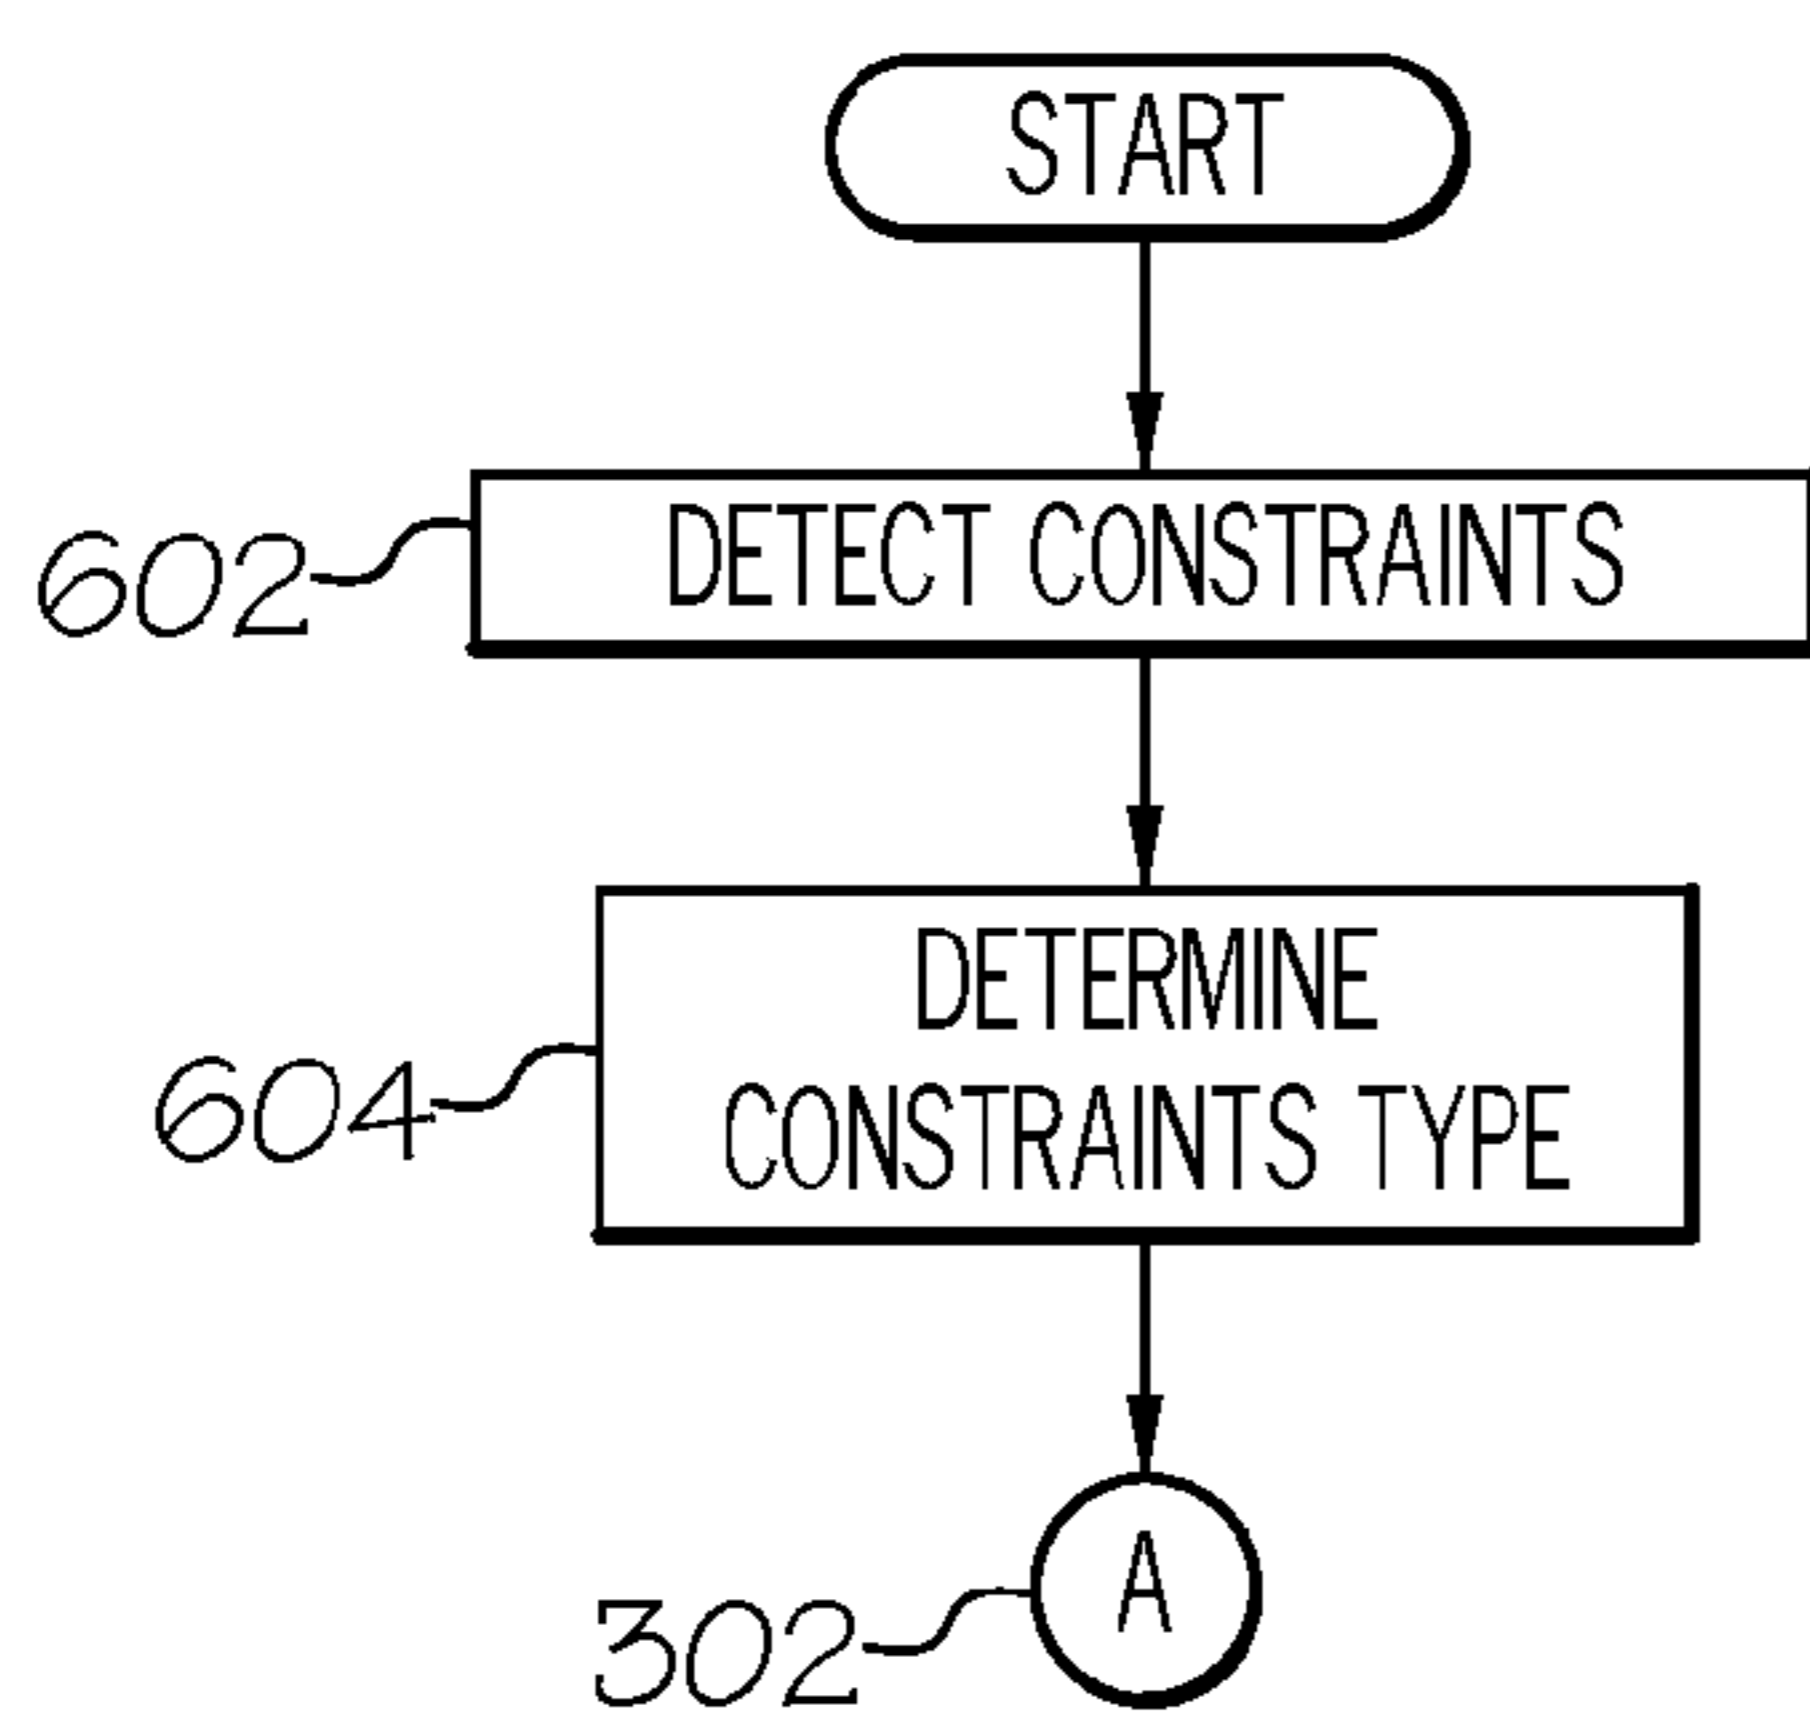 START
602
DETECT CONSTRAINTS
604
DETERMINE
CONSTRAINTS TYPE
302
A